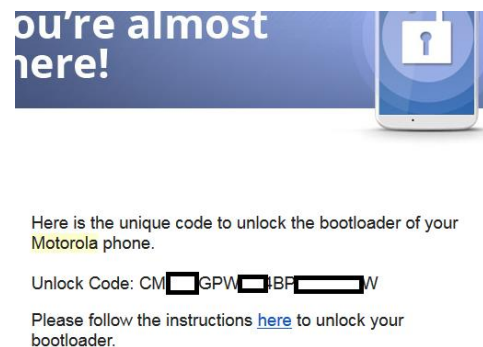 ou're almost
here!
Here is the unique code to unlock the bootloader of your
Motorola phone.
Unlock Code: CM GPW 4BP W
Please follow the instructions here to unlock your
bootloader.